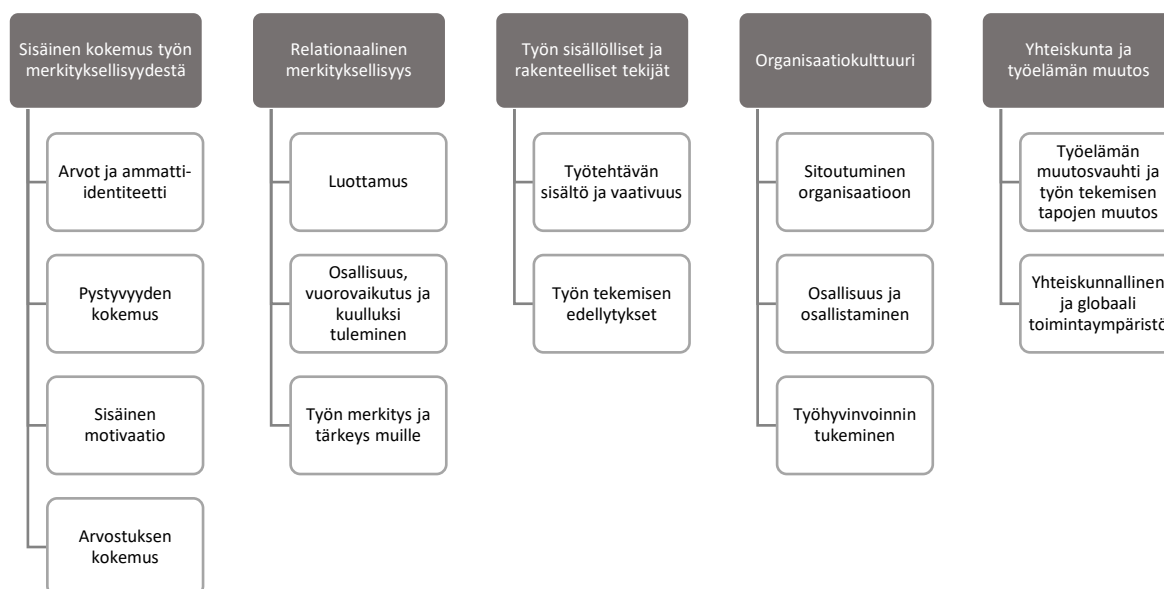 Sisäinen kokemus työn
merkityksellisyydestä
Arvot ja ammatti-
identiteetti
Pystyvyyden
kokemus
Sisäinen
motivaatio
Arvostuksen
kokemus
Relationaalinen
merkityksellisyys
Luottamus
Osallisuus,
vuorovaikutus ja
kuulluksi
tuleminen
Työn merkitys ja
tärkeys muille
Työn sisällölliset ja
rakenteelliset tekijät
Työtehtävän
sisältö ja vaativuus
Työn tekemisen
edellytykset
Organisaatiokulttuuri
Sitoutuminen
organisaatioon
Osallisuus ja
osallistaminen
Työhyvinvoinnin
tukeminen
Yhteiskunta ja
työelämän muutos
Työelämän
muutosvauhti ja
työn tekemisen
tapojen muutos
Yhteiskunnallinen
ja globaali
toimintaympäristö